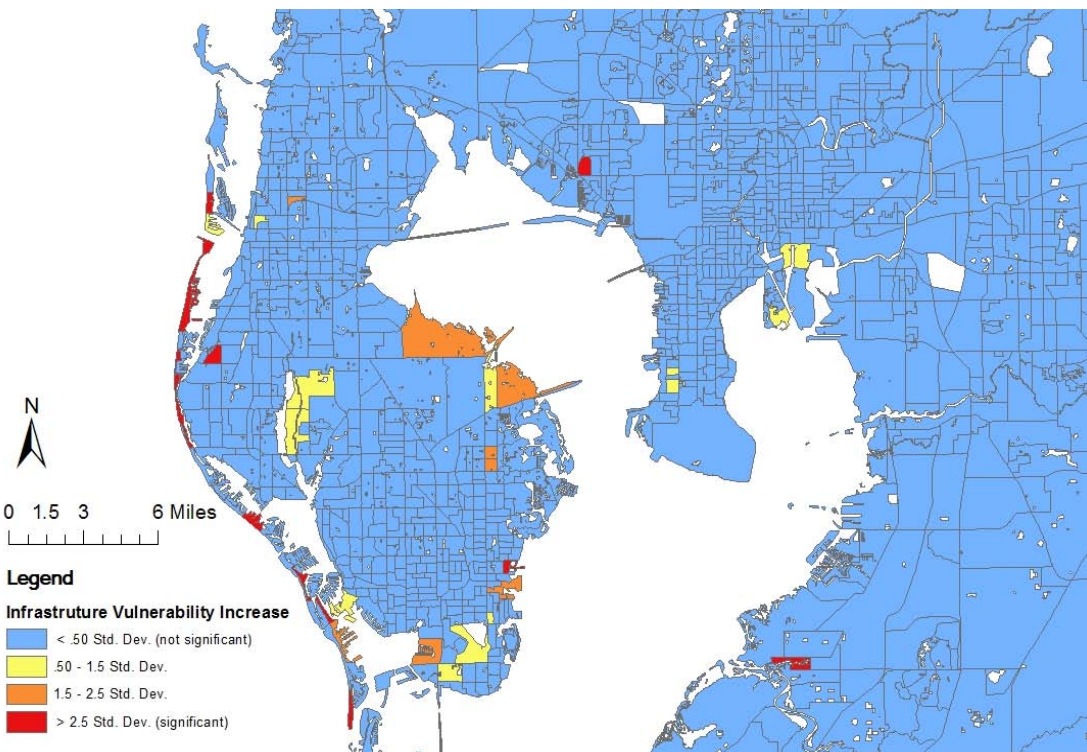 N
0 1.5 3 6 Miles
Legend
Infrastruture Vulnerability Increase
< .50 Std. Dev. (not significant)
.50 - 1.5 Std. Dev.
1.5 - 2.5 Std. Dev.
> 2.5 Std. Dev. (significant)